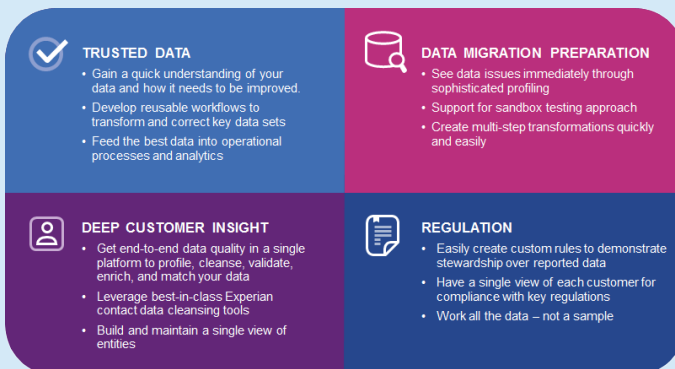 TRUSTED DATA
• Gain a quick understanding of your
data and how it needs to be improved.
• Develop reusable workflows to
transform and correct key data sets
• Feed the best data into operational
processes and analytics
DATA MIGRATION PREPARATION
• See data issues immediately through
sophisticated profiling
• Support for sandbox testing approach
• Create multi-step transformations quickly
and easily
DEEP CUSTOMER INSIGHT
• Get end-to-end data quality in a single
platform to profile, cleanse, validate,
enrich, and match your data
• Leverage best-in-class Experian
contact data cleansing tools
• Build and maintain a single view of
entities
REGULATION
• Easily create custom rules to demonstrate
stewardship over reported data
• Have a single view of each customer for
compliance with key regulations
• Work all the data – not a sample